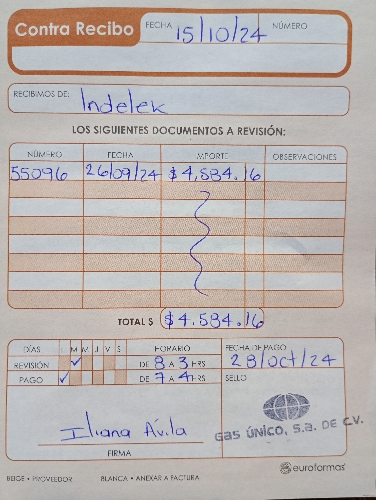 Contra Recibo FECHA 15/10/24 NÚMERO
RECIBIMOS DE: Indelek
LOS SIGUIENTES DOCUMENTOS A REVISIÓN:
NÚMERO FECHA IMPORTE OBSERVACIONES
55096 26/09/24 $4,584.16
TOTAL $ $4.584.16
DÍAS L M M J V S HORARIO FECHA DE PAGO
REVISIÓN ✓ DE 8 A 3 HRS 28/Oct/24
PAGO ✓ DE 7 A 4 HRS SELLO
Iliana Ávila
FIRMA
Gas ÚNICO, S.a. DE C.V.
euroformas
BEIGE • PROVEEDOR BLANCA • ANEXAR A FACTURA